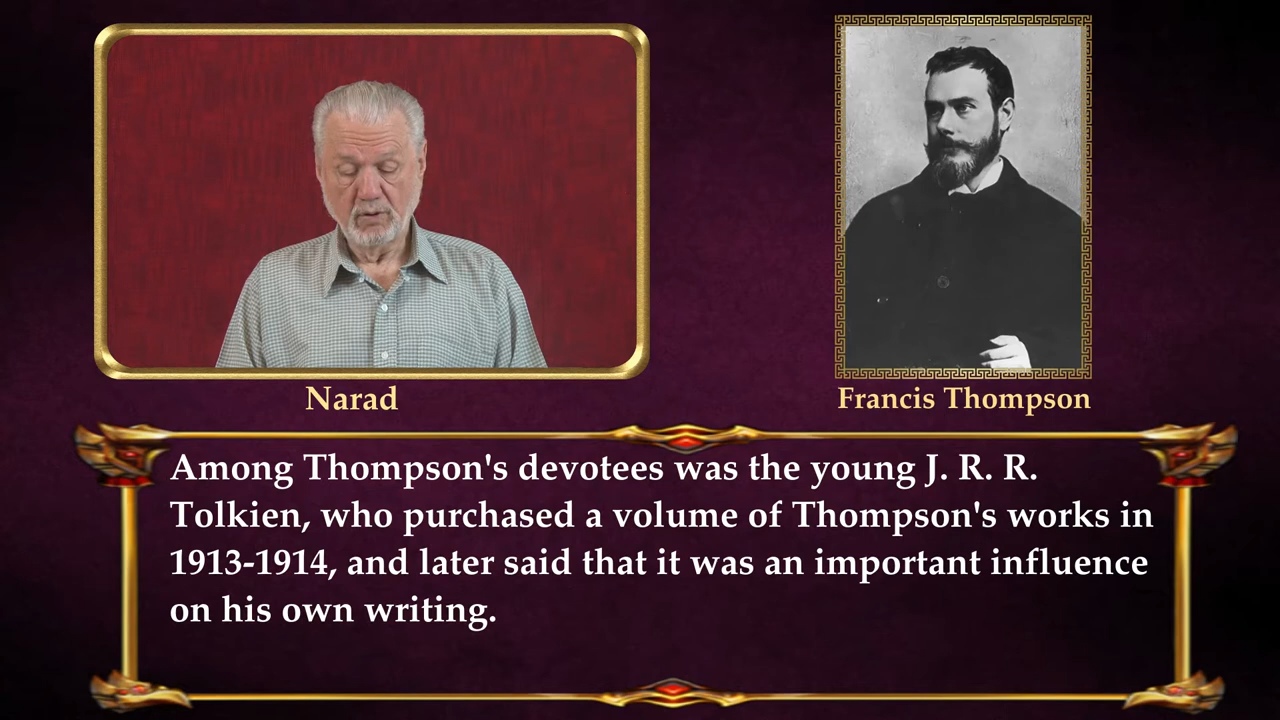 Narad
Francis Thompson
Among Thompson's devotees was the young J. R. R.
Tolkien, who purchased a volume of Thompson's works in
1913-1914, and later said that it was an important influence
on his own writing.